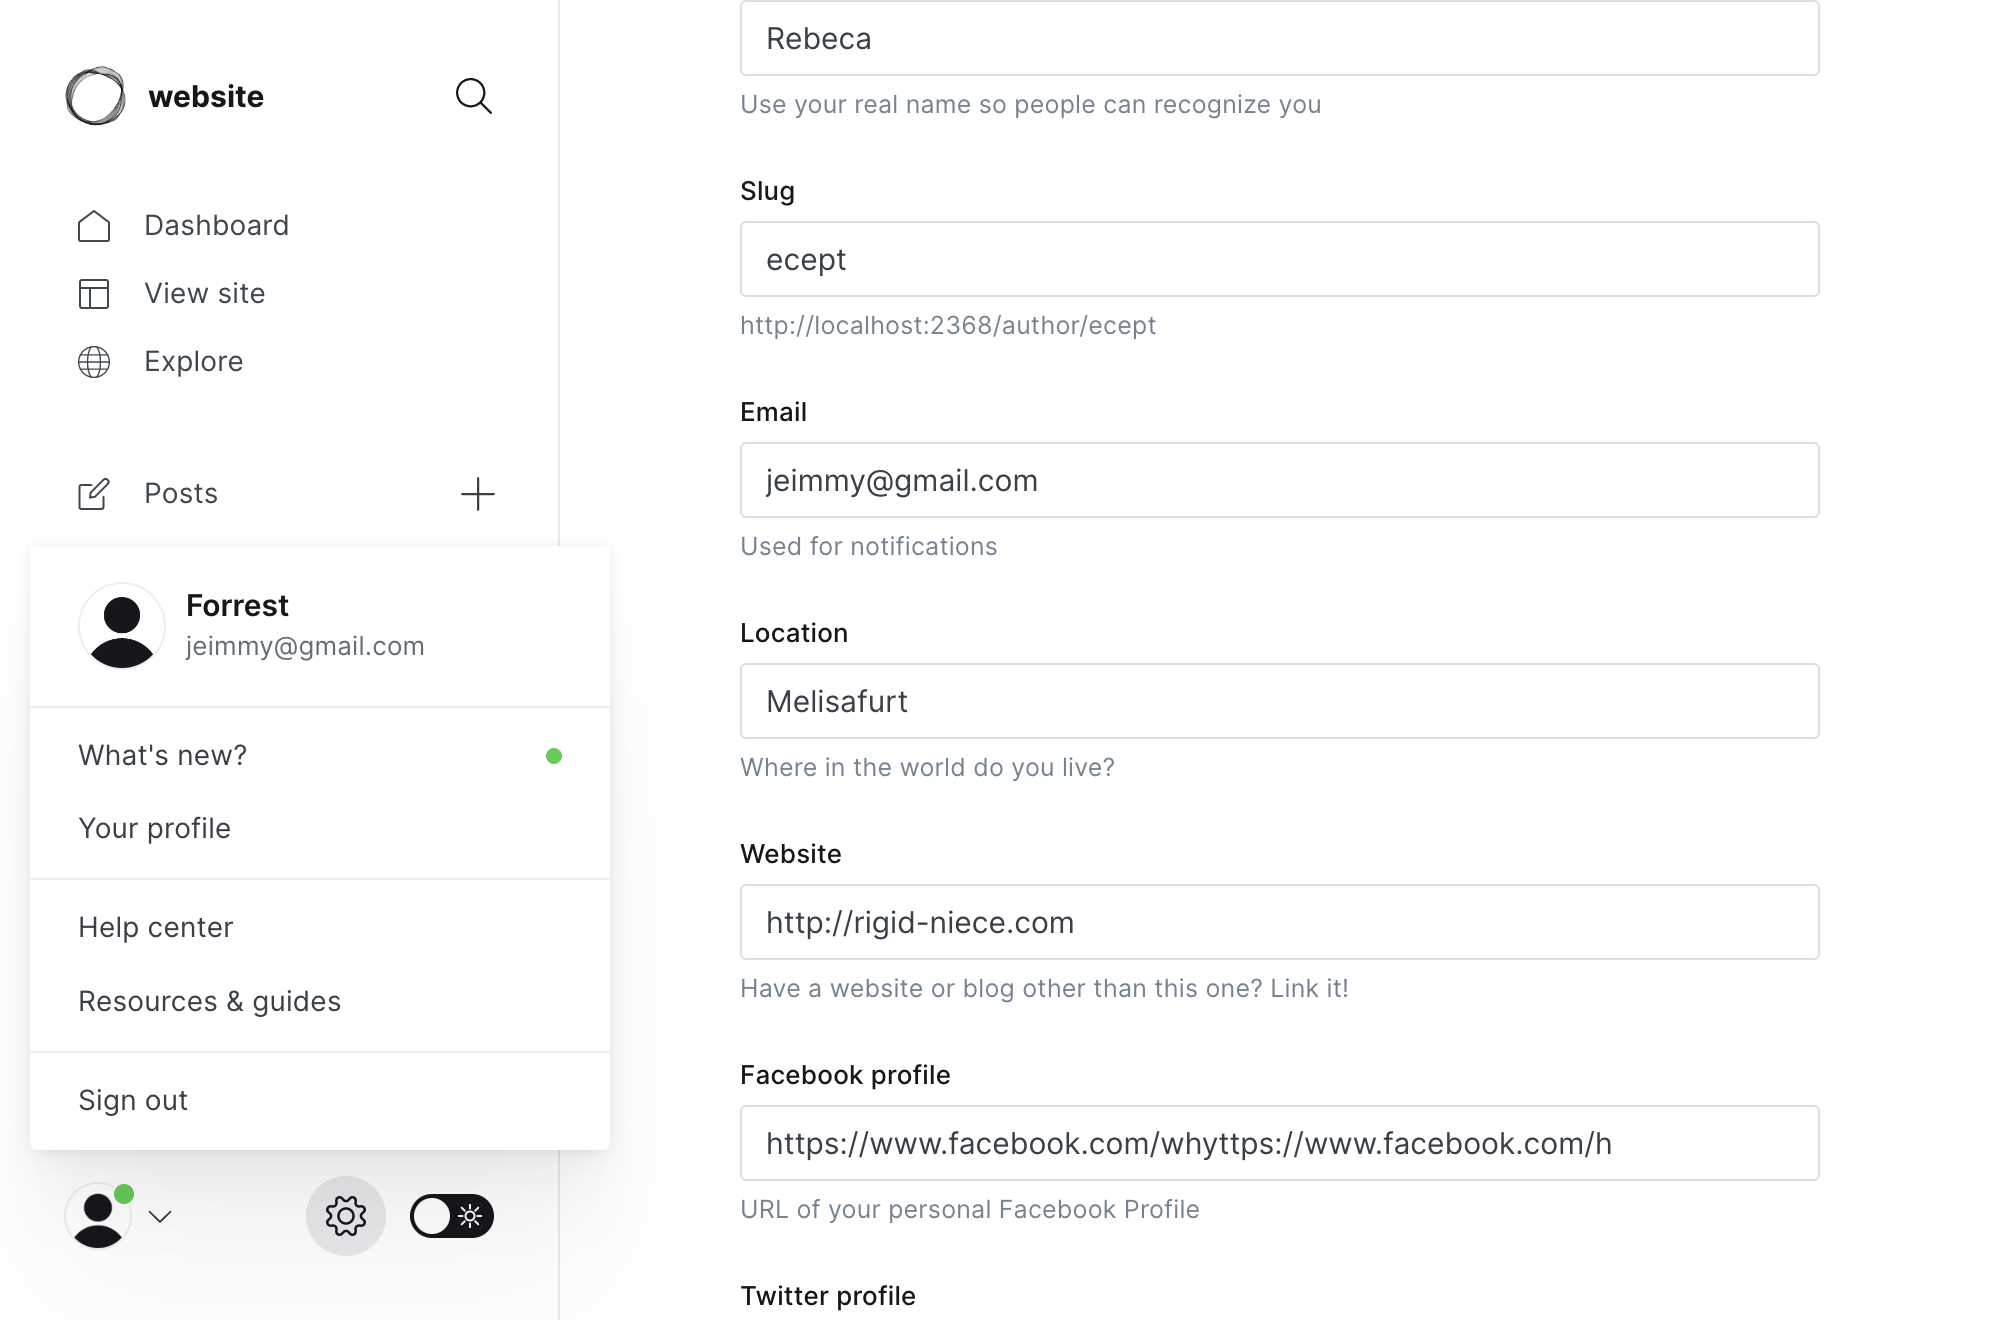 website
Dashboard
View site
Explore
Posts
Forrest
jeimmy@gmail.com
What's new?
Your profile
Help center
Resources & guides
Sign out
Rebeca
Use your real name so people can recognize you
Slug
ecept
http://localhost:2368/author/ecept
Email
jeimmy@gmail.com
Used for notifications
Location
Melisafurt
Where in the world do you live?
Website
http://rigid-niece.com
Have a website or blog other than this one? Link it!
Facebook profile
https://www.facebook.com/whyttps://www.facebook.com/h
URL of your personal Facebook Profile
Twitter profile